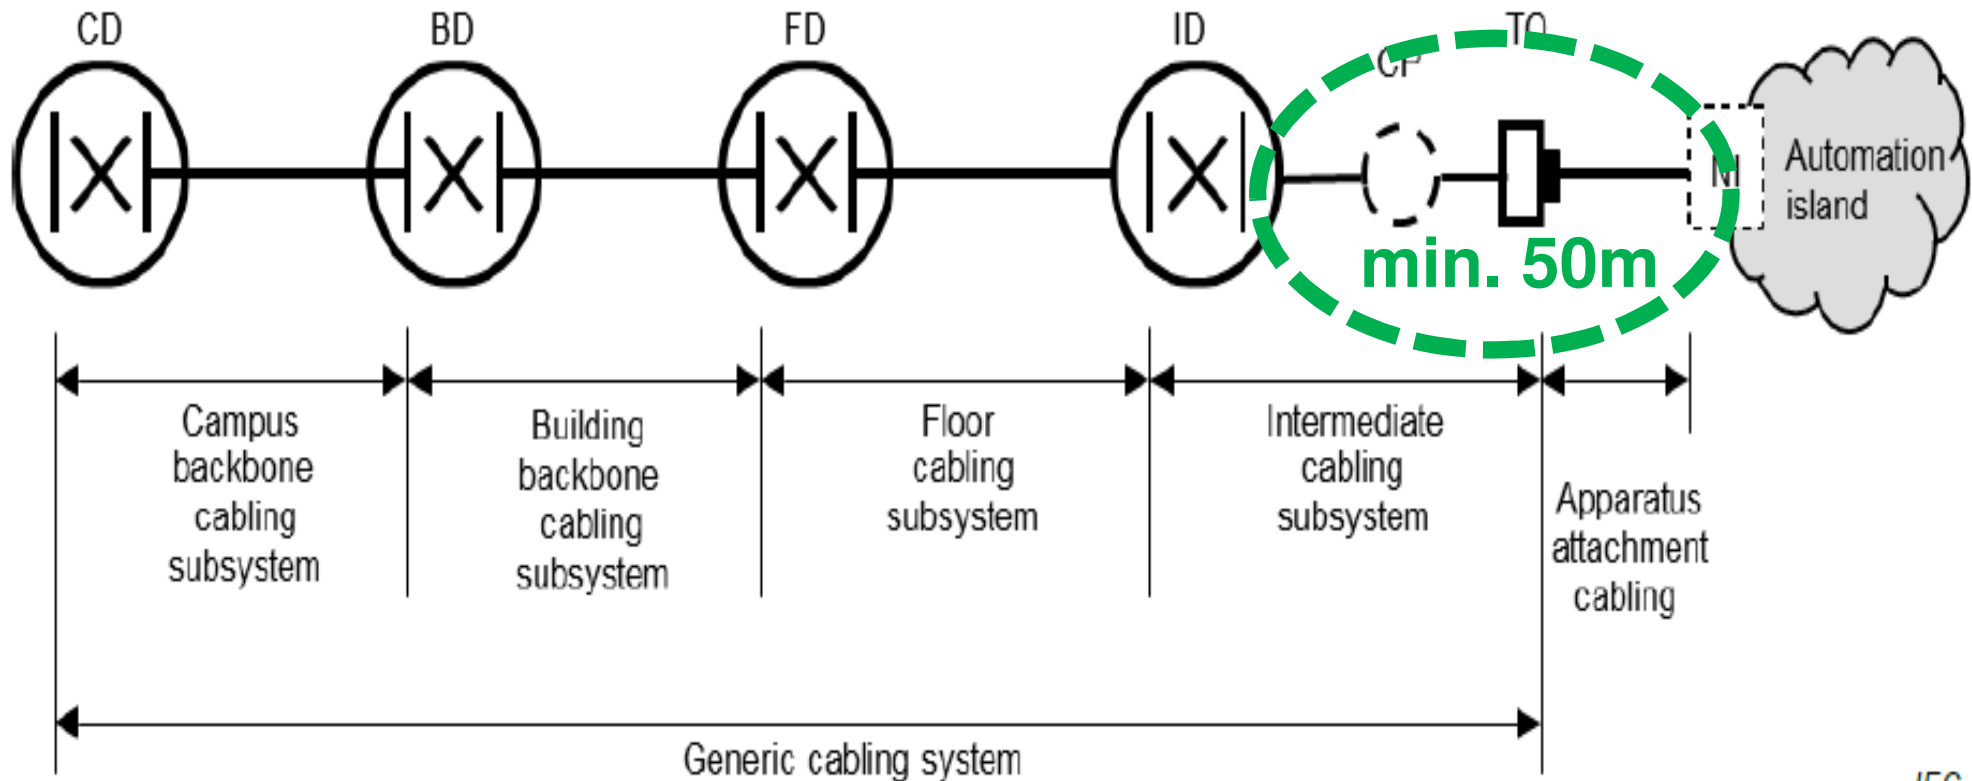 CD
BD
FD
ID
CP
TO
NI
Automation
island
min. 50m
Campus
backbone
cabling
subsystem
Building
backbone
cabling
subsystem
Floor
cabling
subsystem
Intermediate
cabling
subsystem
Apparatus
attachment
cabling
Generic cabling system